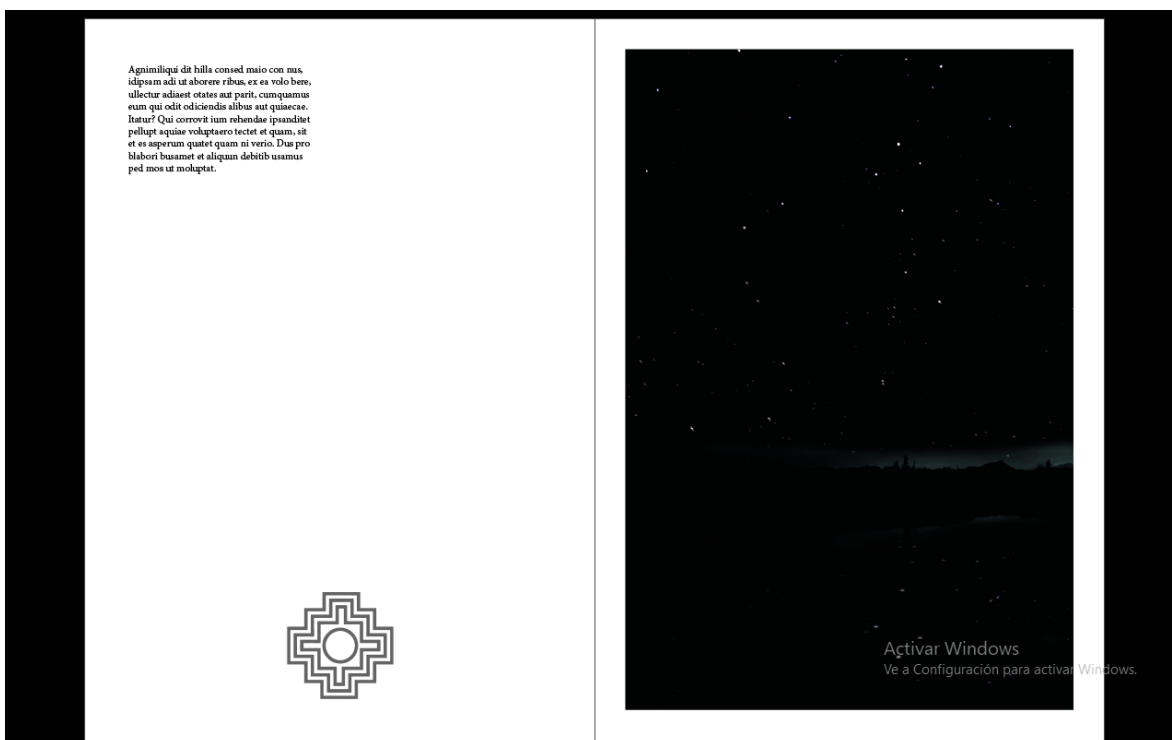 Agnimiliqui dit hilla consed maio con nus,
idipsam adi ut aborere ribus, ex ea volo bere,
ullectur adiaest otates aut parit, cumquamus
eum qui odit odiciendis alibus aut quiaecae.
Itatur? Qui corrovit ium rehendae ipsanditet
pellupt aquiae voluptaero tectet et quam, sit
et es asperum quatet quam ni verio. Dus pro
blabori busamet et aliquun debitib usamus
ped mos ut moluptat.
Activar Windows
Ve a Configuración para activar Windows.